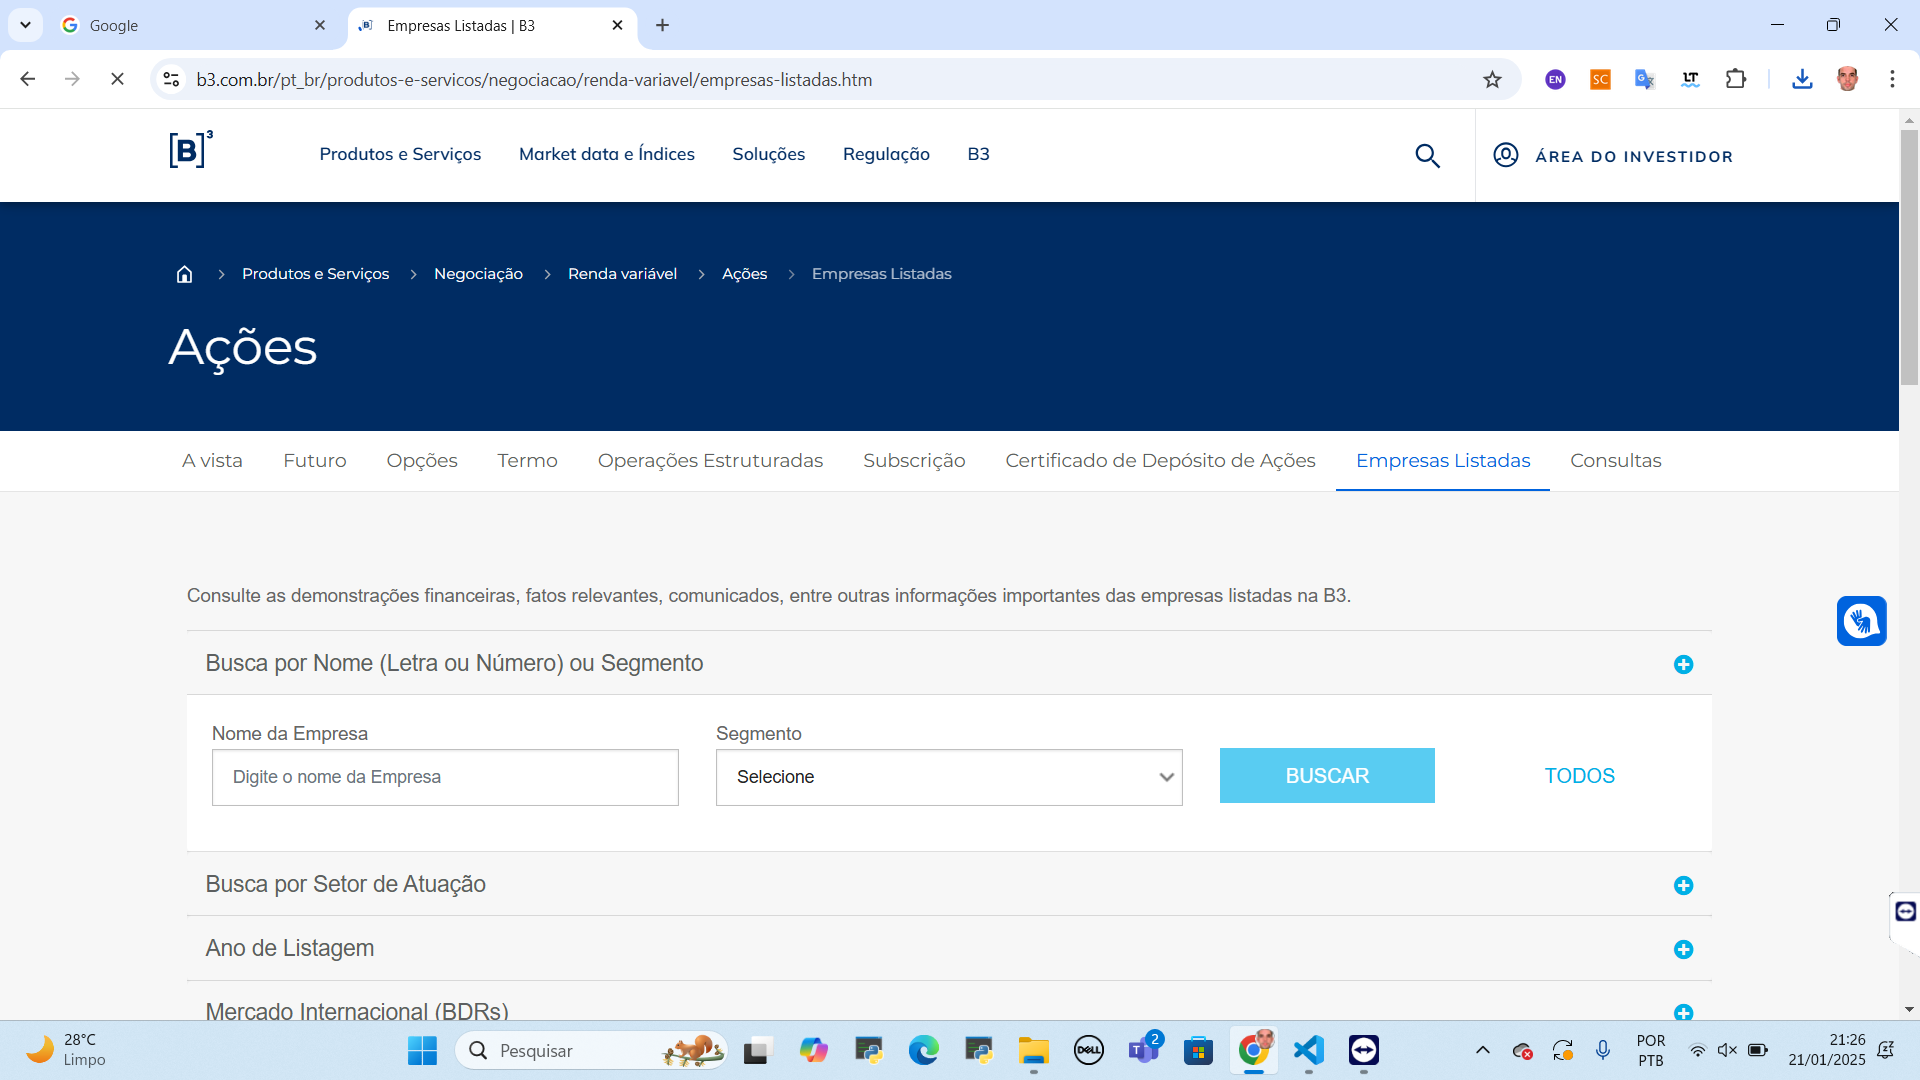 Google
Empresas Listadas | B3
b3.com.br/pt_br/produtos-e-servicos/negociacao/renda-variavel/empresas-listadas.htm
EN
SC
LT
[B]³
Produtos e Serviços
Market data e Índices
Soluções
Regulação
B3
ÁREA DO INVESTIDOR
Produtos e Serviços
Negociação
Renda variável
Ações
Empresas Listadas
Ações
A vista
Futuro
Opções
Termo
Operações Estruturadas
Subscrição
Certificado de Depósito de Ações
Empresas Listadas
Consultas
Consulte as demonstrações financeiras, fatos relevantes, comunicados, entre outras informações importantes das empresas listadas na B3.
Busca por Nome (Letra ou Número) ou Segmento
Nome da Empresa
Segmento
Digite o nome da Empresa
Selecione
BUSCAR
TODOS
Busca por Setor de Atuação
Ano de Listagem
Mercado Internacional (BDRs)
28°C
Limpo
Pesquisar
DELL
2
POR
PTB
21:26
21/01/2025